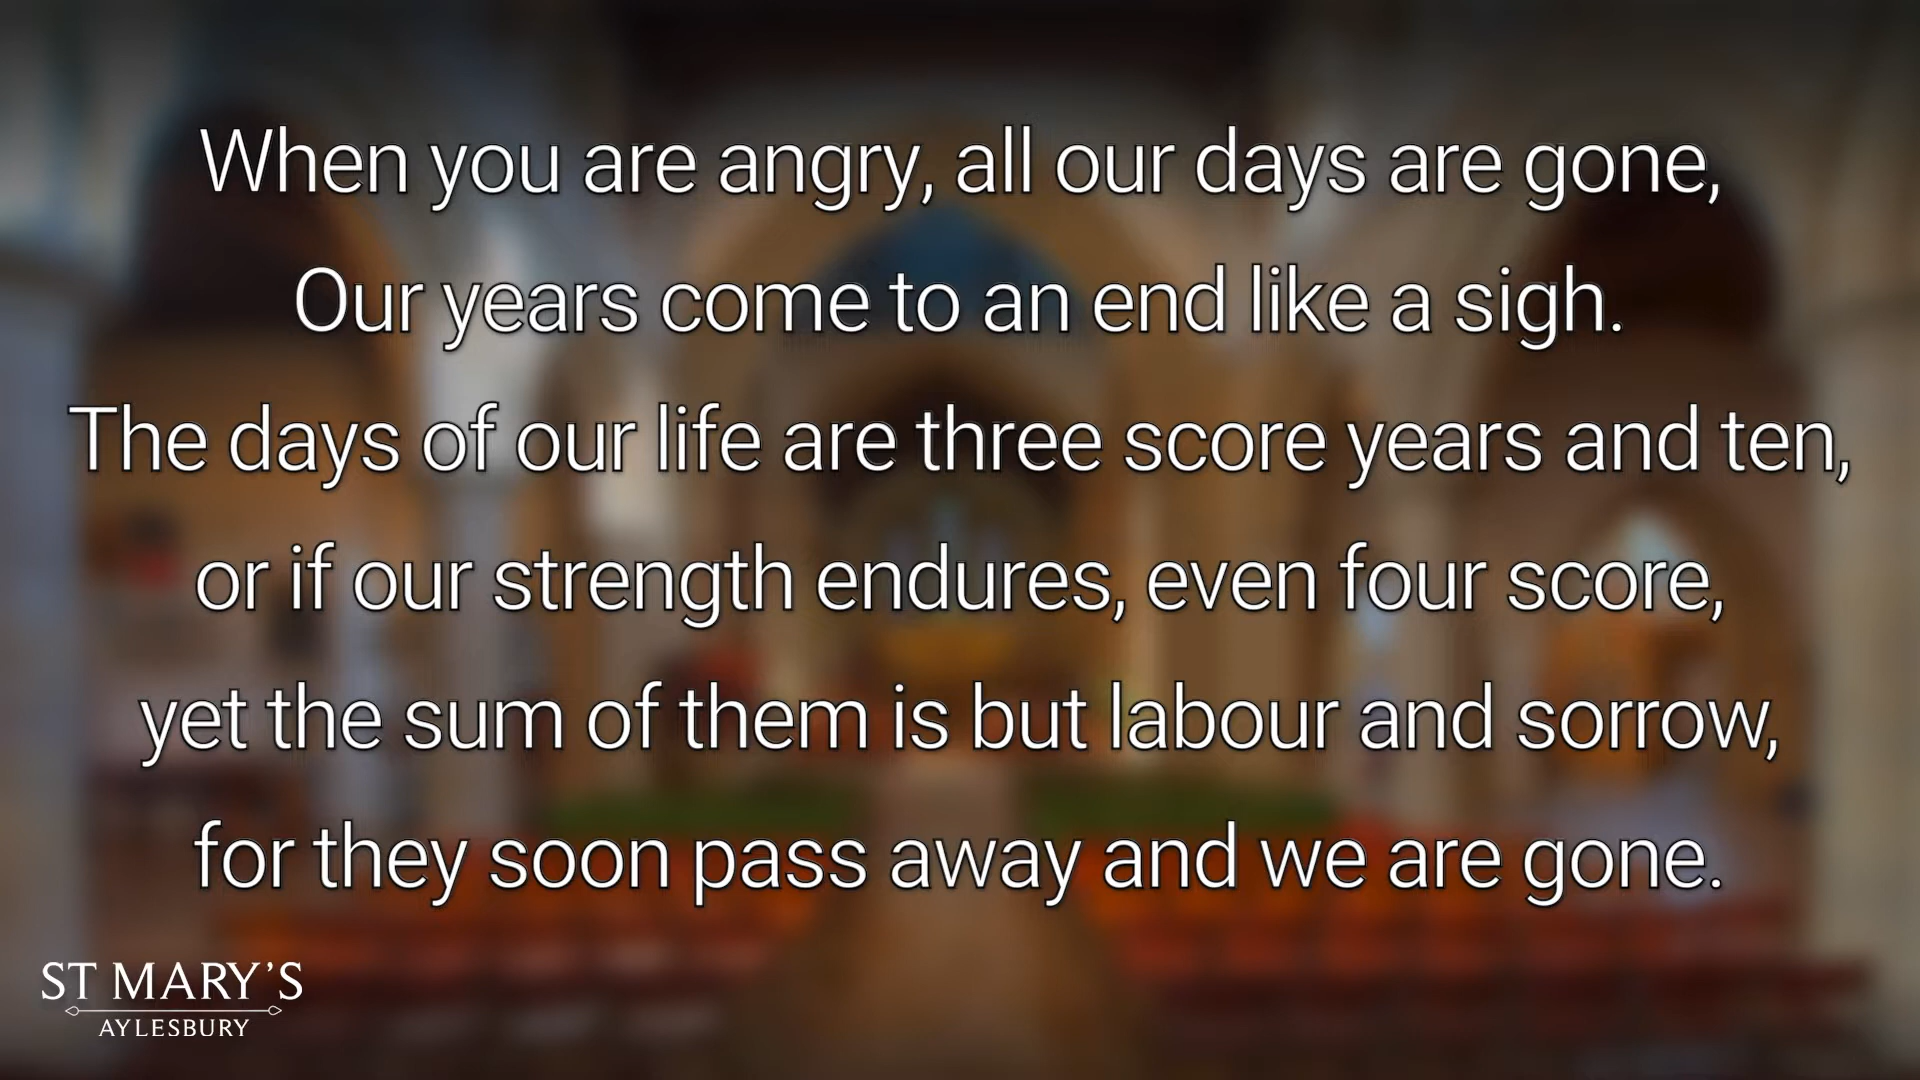 When you are angry, all our days are gone,
Our years come to an end like a sigh.
The days of our life are three score years and ten,
or if our strength endures, even four score,
yet the sum of them is but labour and sorrow,
for they soon pass away and we are gone.
ST MARY'S
AYLESBURY